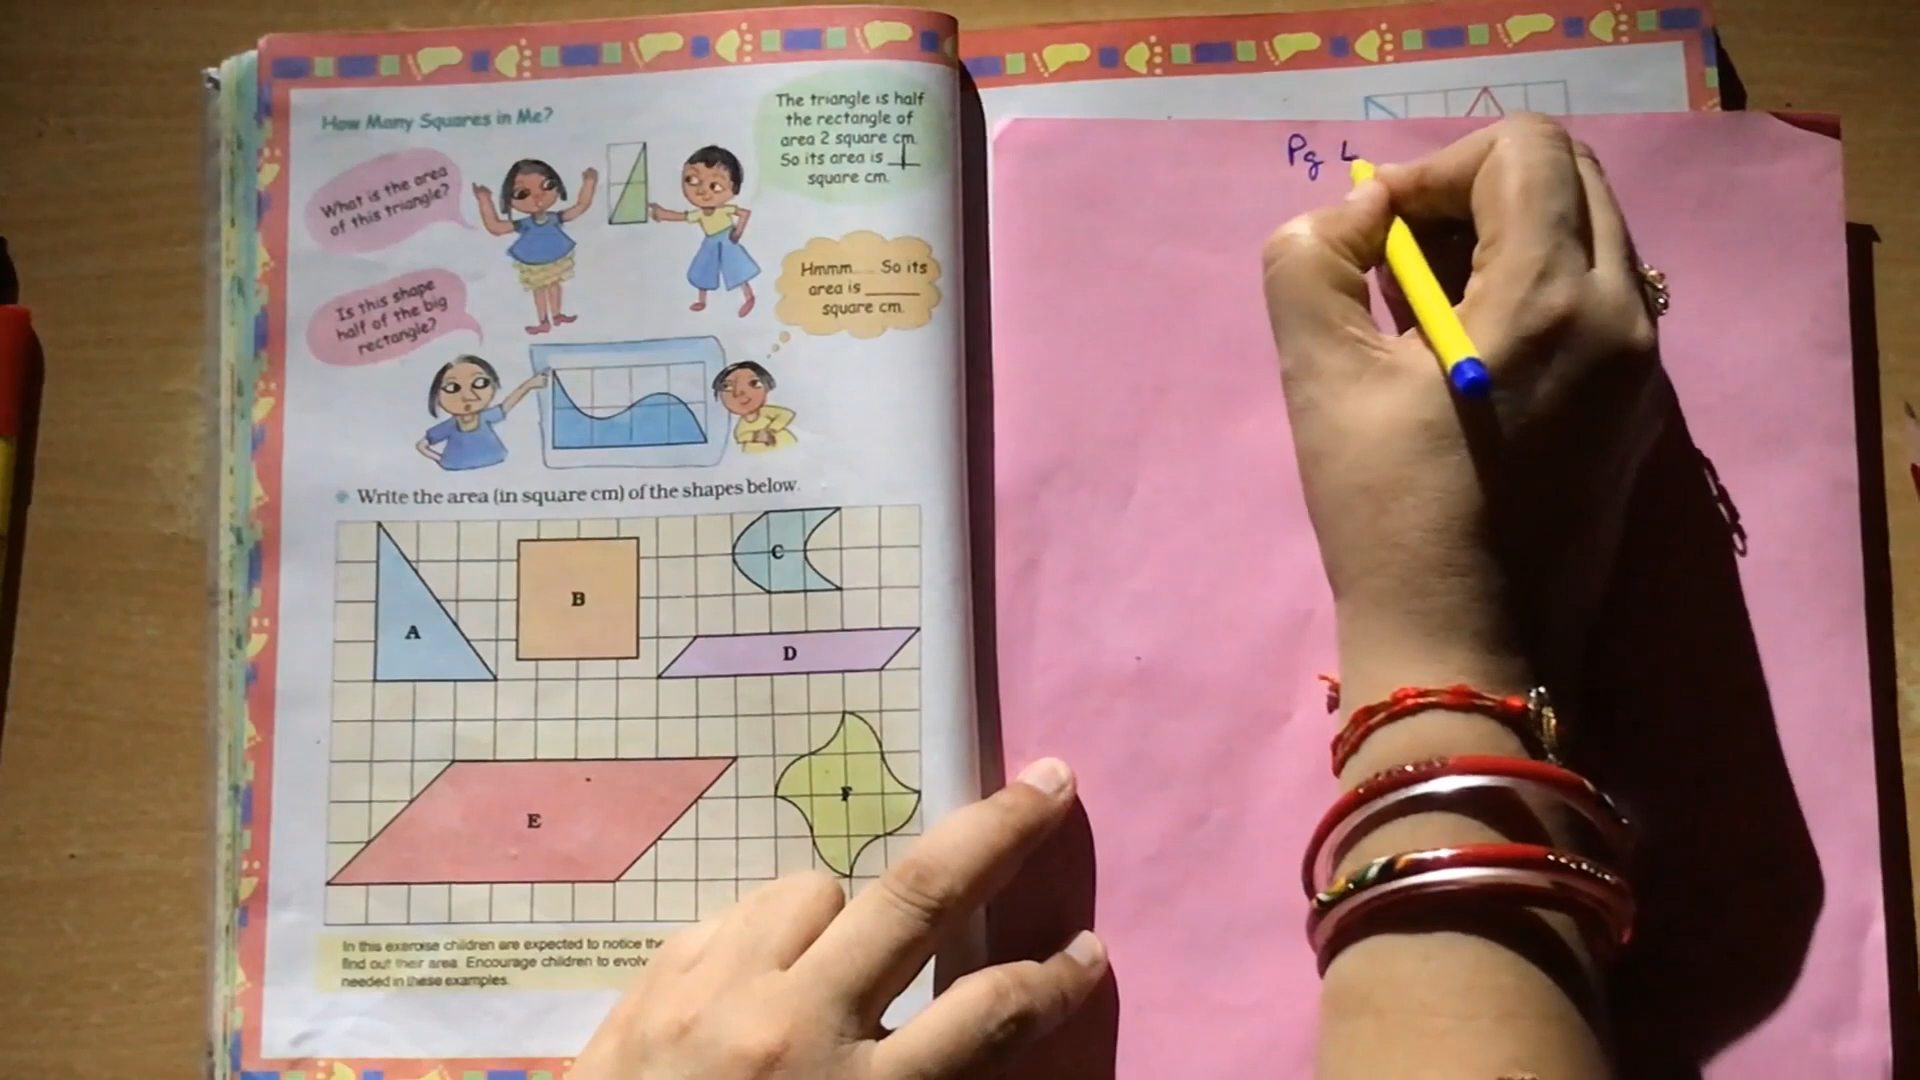 How Many Squares in Me?
What is the area
of this triangle?
The triangle is half
the rectangle of
area 2 square cm.
So its area is 1
square cm.
Is this shape
half of the big
rectangle?
Hmmm.... So its
area is ______
square cm.
Write the area (in square cm) of the shapes below.
A
B
C
D
E
F
In this exercise children are expected to notice the
find out their area. Encourage children to evolv
needed in these examples.
Pg 4